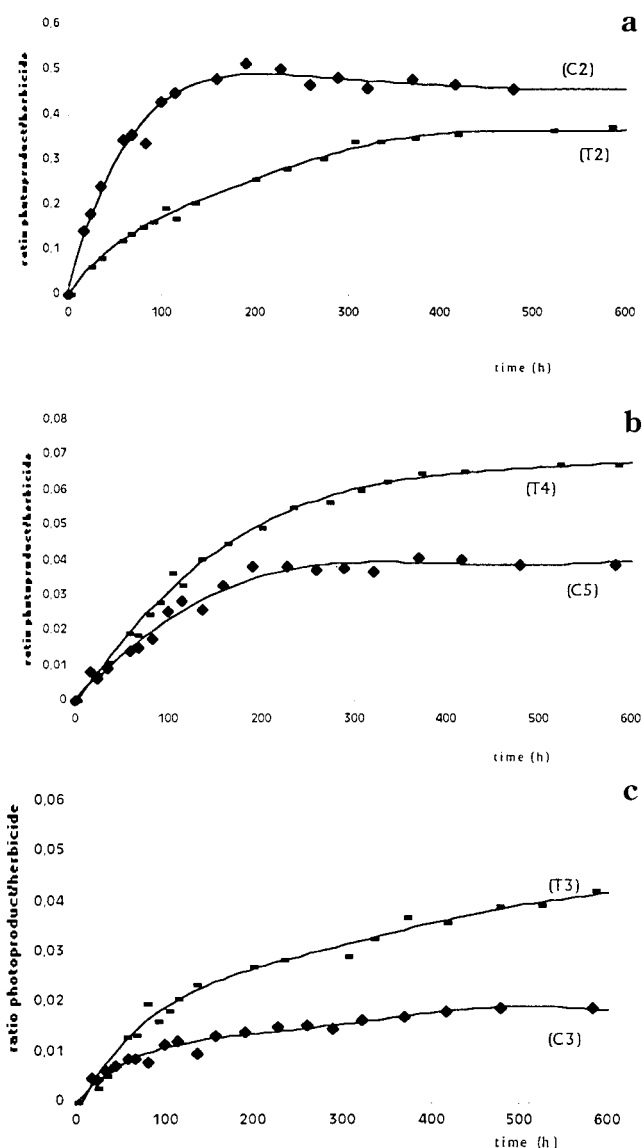 a
0,6
0,5
0,4
0,3
0,2
0,1
0
ratio photoproduct/herbicide
(C2)
(T2)
0 100 200 300 400 500 600
time (h)
b
0,08
0,07
0,06
0,05
0,04
0,03
0,02
0,01
0
ratio photoproduct/herbicide
(T4)
(C5)
0 100 200 300 400 500 600
time (h)
c
0,06
0,05
0,04
0,03
0,02
0,01
0
ratio photoproduct/herbicide
(T3)
(C3)
0 100 200 300 400 500 600
time (h)